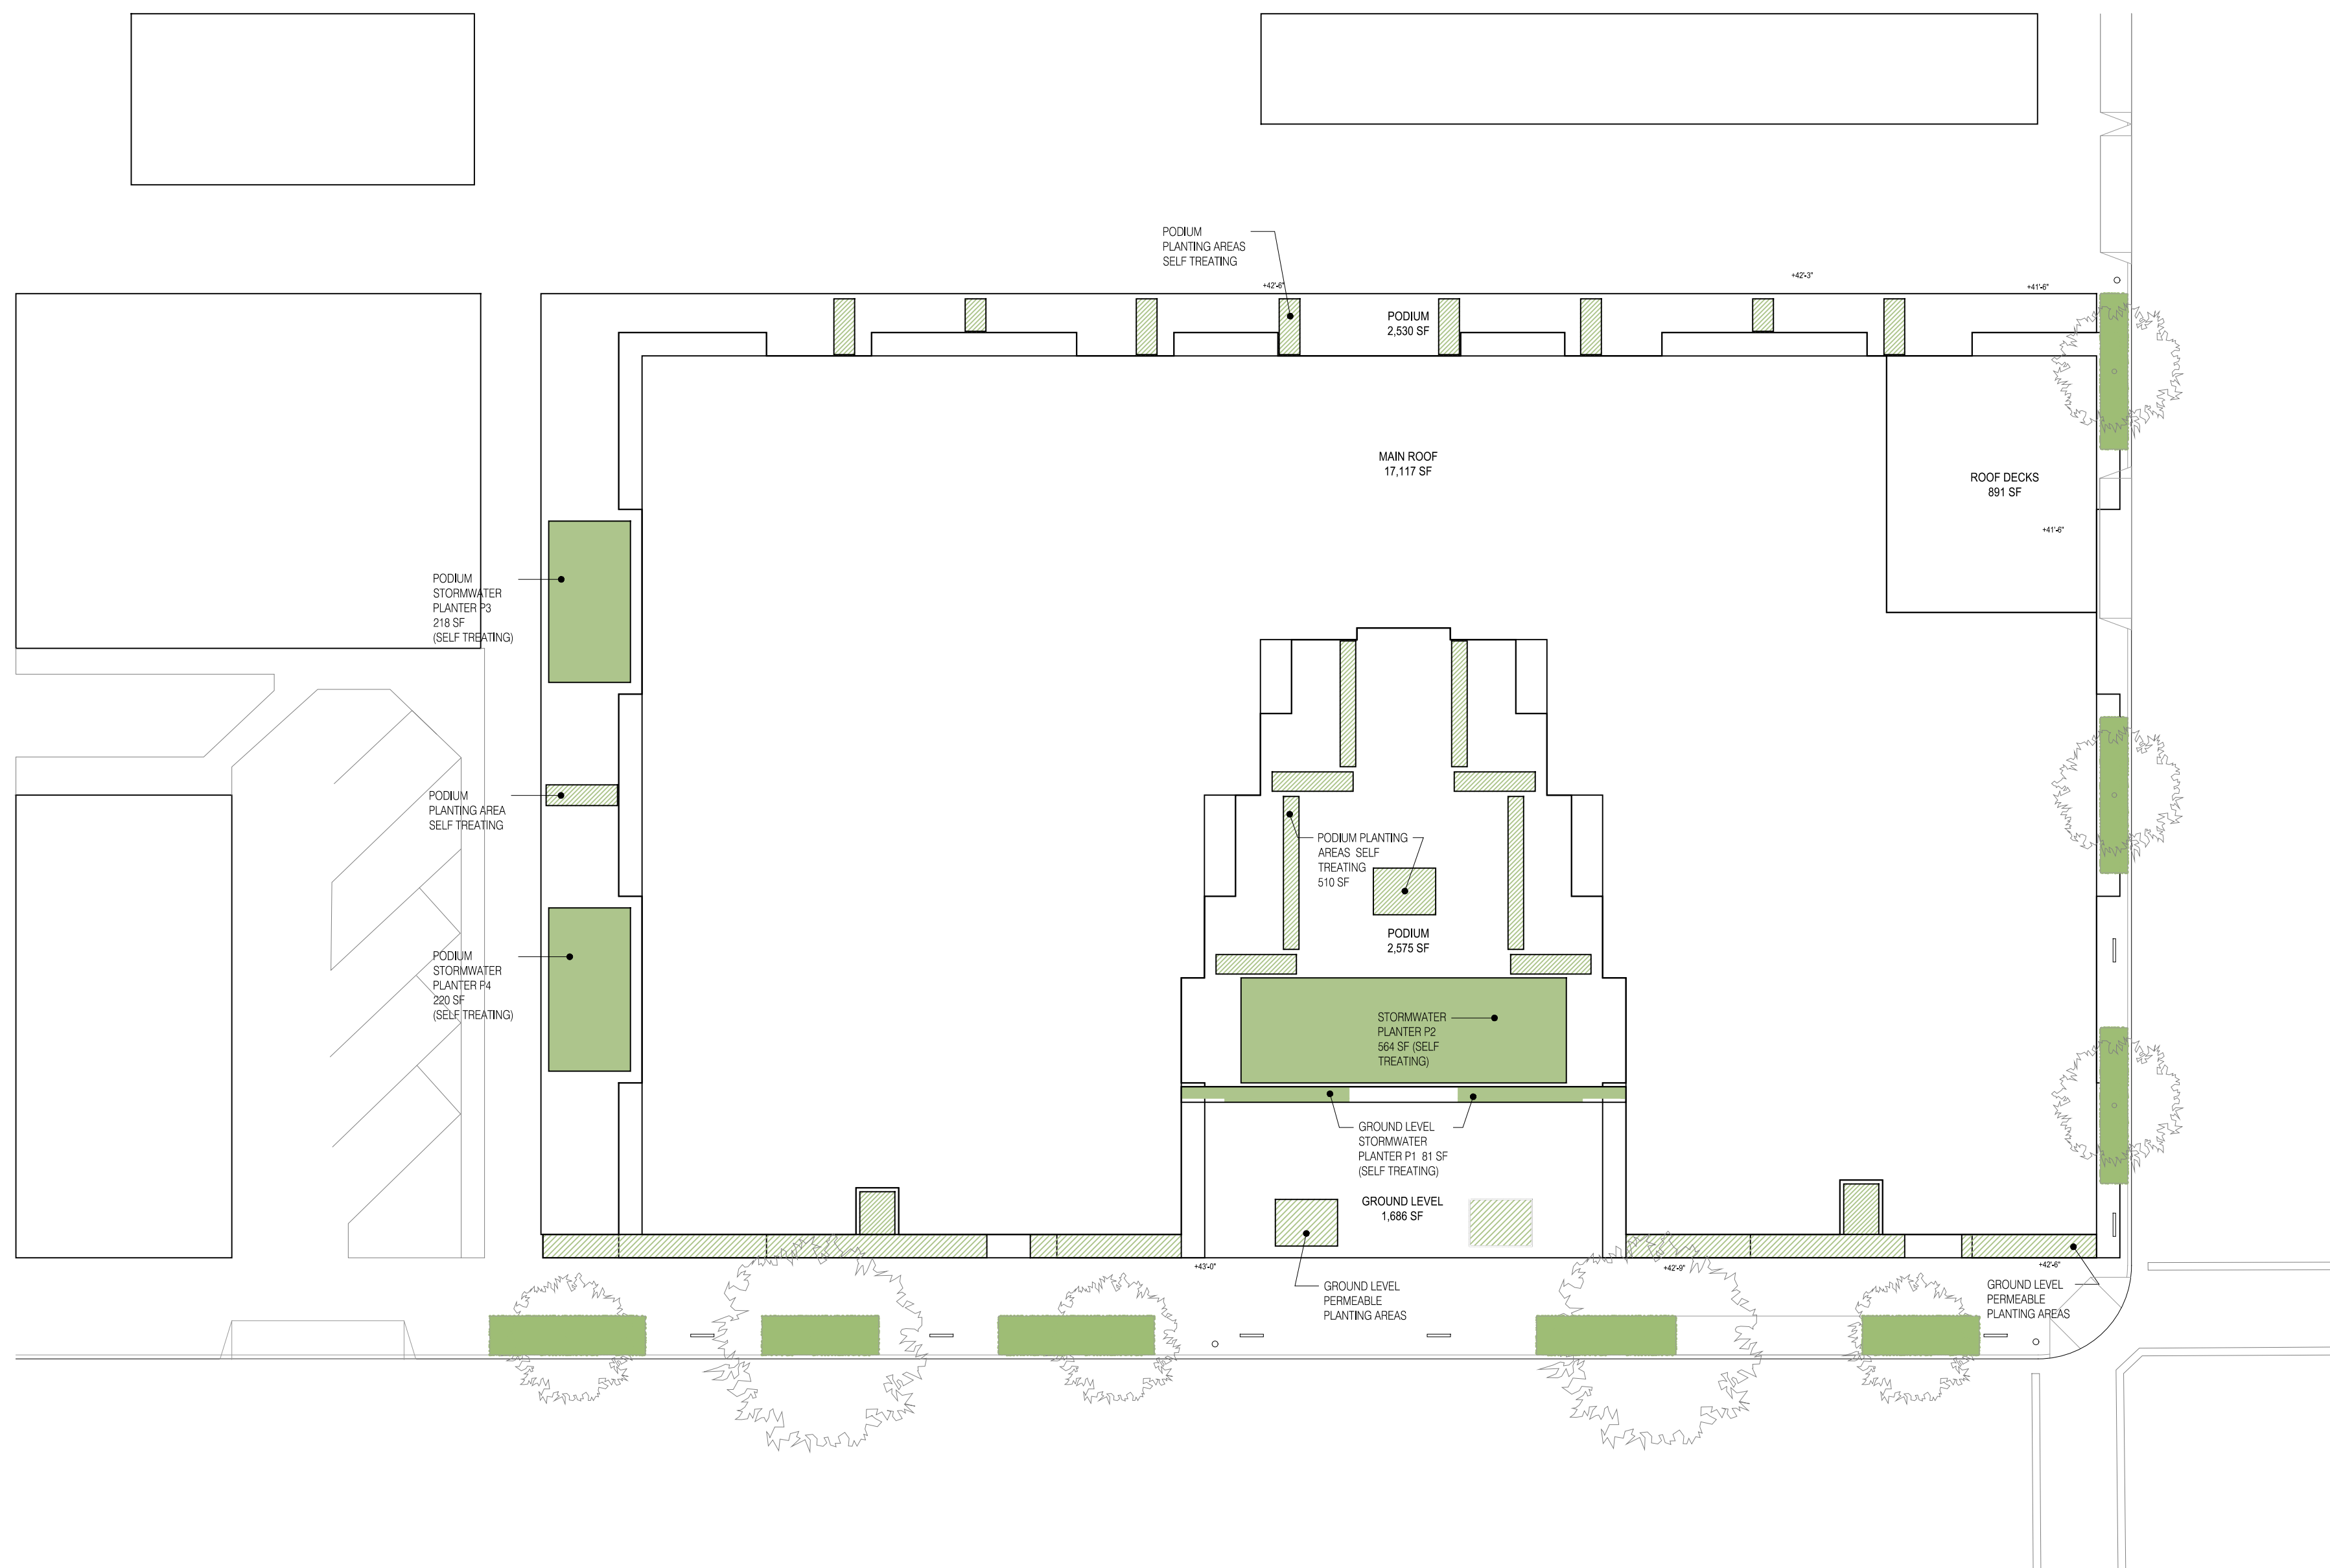 PODIUM
PLANTING AREAS
SELF TREATING
+42'-6"
+42'-3"
+41'-6"
PODIUM
2,530 SF
MAIN ROOF
17,117 SF
ROOF DECKS
891 SF
+41'-6"
PODIUM
STORMWATER
PLANTER P3
218 SF
(SELF TREATING)
PODIUM
PLANTING AREA
SELF TREATING
PODIUM PLANTING
AREAS SELF
TREATING
510 SF
PODIUM
2,575 SF
PODIUM
STORMWATER
PLANTER P4
220 SF
(SELF TREATING)
STORMWATER
PLANTER P2
564 SF (SELF
TREATING)
GROUND LEVEL
STORMWATER
PLANTER P1 81 SF
(SELF TREATING)
GROUND LEVEL
1,686 SF
+43'-0"
+42'-9"
+42'-6"
GROUND LEVEL
PERMEABLE
PLANTING AREAS
GROUND LEVEL
PERMEABLE
PLANTING AREAS